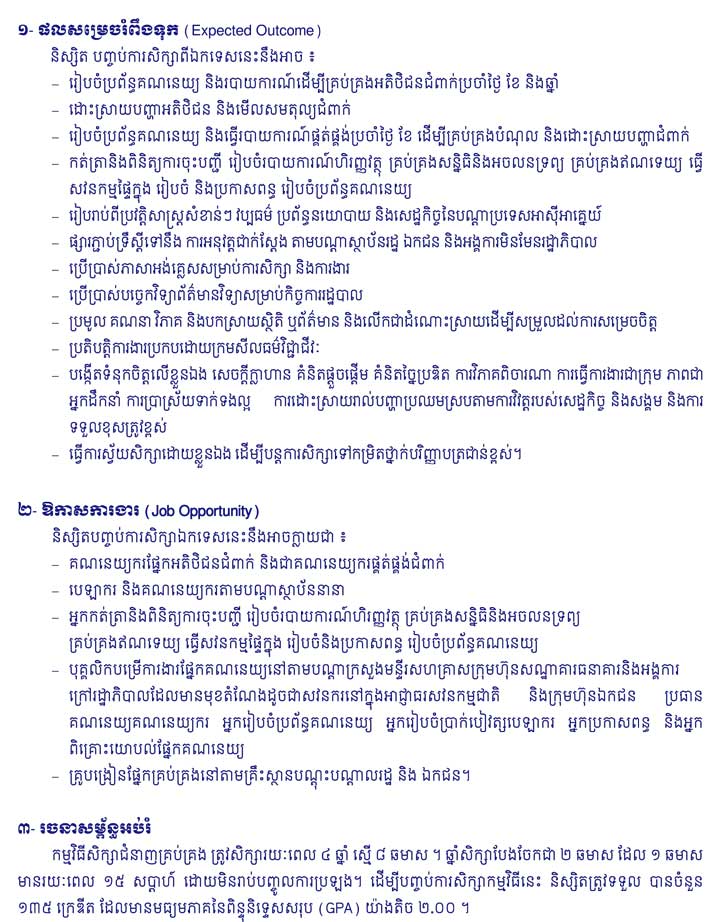 ១- ផលសម្រេចរំពឹងទុក (Expected Outcome)
និស្សិត បញ្ចប់ការសិក្សាពីឯកទេសនេះនឹងអាច ៖
– រៀបចំប្រព័ន្ធគណនេយ្យ និងរបាយការណ៍ដើម្បីគ្រប់គ្រងអតិថិជនជំពាក់ប្រចាំថ្ងៃ ខែ និងឆ្នាំ
– ដោះស្រាយបញ្ហាអតិថិជន និងមើលសមតុល្យជំពាក់
– រៀបចំប្រព័ន្ធគណនេយ្យ និងធ្វើរបាយការណ៍ផ្គត់ផ្គង់ប្រចាំថ្ងៃ ខែ ដើម្បីគ្រប់គ្រងបំណុល និងដោះស្រាយបញ្ហាជំពាក់
– កត់ត្រានិងពិនិត្យការចុះបញ្ជី រៀបចំរបាយការណ៍ហិរញ្ញវត្ថុ គ្រប់គ្រងសន្និធិនិងអចលនទ្រព្យ គ្រប់គ្រងឥណទេយ្យ ធ្វើ
សវនកម្មផ្ទៃក្នុង រៀបចំ និងប្រកាសពន្ធ រៀបចំប្រព័ន្ធគណនេយ្យ
– រៀបរាប់ពីប្រវត្តិសាស្ត្រសំខាន់ៗ វប្បធម៌ ប្រព័ន្ធនយោបាយ និងសេដ្ឋកិច្ចនៃបណ្តាប្រទេសអាស៊ីអាគ្នេយ៍
– ផ្សារភ្ជាប់ទ្រឹស្តីទៅនឹង ការអនុវត្តជាក់ស្តែង តាមបណ្តាស្ថាប័នរដ្ឋ ឯកជន និងអង្គការមិនមែនរដ្ឋាភិបាល
– ប្រើប្រាស់ភាសាអង់គ្លេសសម្រាប់ការសិក្សា និងការងារ
– ប្រើប្រាស់បច្ចេកវិទ្យាព័ត៌មានវិទ្យាសម្រាប់កិច្ចការរដ្ឋបាល
– ប្រមូល គណនា វិភាគ និងបកស្រាយស្ថិតិ ឬព័ត៌មាន និងលើកជាដំណោះស្រាយដើម្បីសម្រួលដល់ការសម្រេចចិត្ត
– ប្រតិបត្តិការងារប្រកបដោយក្រមសីលធម៌វិជ្ជាជីវៈ
– បង្កើតទំនុកចិត្តលើខ្លួនឯង សេចក្តីក្លាហាន គំនិតផ្តួចផ្តើម គំនិតច្នៃប្រឌិត ការវិភាគពិចារណា ការធ្វើការងារជាក្រុម ភាពជា
អ្នកដឹកនាំ ការប្រាស្រ័យទាក់ទងល្អ ការដោះស្រាយរាល់បញ្ហាប្រឈមស្របតាមការវិវត្តរបស់សេដ្ឋកិច្ច និងសង្គម និងការ
ទទួលខុសត្រូវខ្ពស់
– ធ្វើការស្វ័យសិក្សាដោយខ្លួនឯង ដើម្បីបន្តការសិក្សាទៅកម្រិតថ្នាក់បរិញ្ញាបត្រជាន់ខ្ពស់។
២- ឱកាសការងារ (Job Opportunity)
និស្សិតបញ្ចប់ការសិក្សាឯកទេសនេះនឹងអាចក្លាយជា ៖
– គណនេយ្យករផ្នែកអតិថិជនជំពាក់ និងជាគណនេយ្យករផ្គត់ផ្គង់ជំពាក់
– បេឡាករ និងគណនេយ្យករតាមបណ្តាស្ថាប័ននានា
– អ្នកកត់ត្រានិងពិនិត្យការចុះបញ្ជី រៀបចំរបាយការណ៍ហិរញ្ញវត្ថុ គ្រប់គ្រងសន្និធិនិងអចលនទ្រព្យ
គ្រប់គ្រងឥណទេយ្យ ធ្វើសវនកម្មផ្ទៃក្នុង រៀបចំនិងប្រកាសពន្ធ រៀបចំប្រព័ន្ធគណនេយ្យ
– បុគ្គលិកបម្រើការងារផ្នែកគណនេយ្យនៅតាមបណ្តាក្រសួងមន្ទីរសហគ្រាសក្រុមហ៊ុនសណ្ឋាគារធនាគារនិងអង្គការ
ក្រៅរដ្ឋាភិបាលដែលមានមុខតំណែងដូចជាសវនករនៅក្នុងអាជ្ញាធរសវនកម្មជាតិ និងក្រុមហ៊ុនឯកជន ប្រធាន
គណនេយ្យគណនេយ្យករ អ្នករៀបចំប្រព័ន្ធគណនេយ្យ អ្នករៀបចំប្រាក់បៀវត្សបេឡាករ អ្នកប្រកាសពន្ធ និងអ្នក
ពិគ្រោះយោបល់ផ្នែកគណនេយ្យ
– គ្រូបង្រៀនផ្នែកគ្រប់គ្រងនៅតាមគ្រឹះស្ថានបណ្តុះបណ្តាលរដ្ឋ និង ឯកជន។
៣- រចនាសម្ព័ន្ធអប់រំ
កម្មវិធីសិក្សាជំនាញគ្រប់គ្រង ត្រូវសិក្សារយៈពេល ៤ ឆ្នាំ ស្មើ ៨ ឆមាស ។ ឆ្នាំសិក្សាបែងចែកជា ២ ឆមាស ដែល ១ ឆមាស
មានរយៈពេល ១៥ សប្តាហ៍ ដោយមិនរាប់បញ្ចូលការប្រឡង។ ដើម្បីបញ្ចប់ការសិក្សាកម្មវិធីនេះ និស្សិតត្រូវទទួល បានចំនួន
១៣៥ ក្រេឌីត ដែលមានមធ្យមភាគនៃពិន្ទុនិទ្ទេសសរុប (GPA) យ៉ាងតិច ២.០០ ។